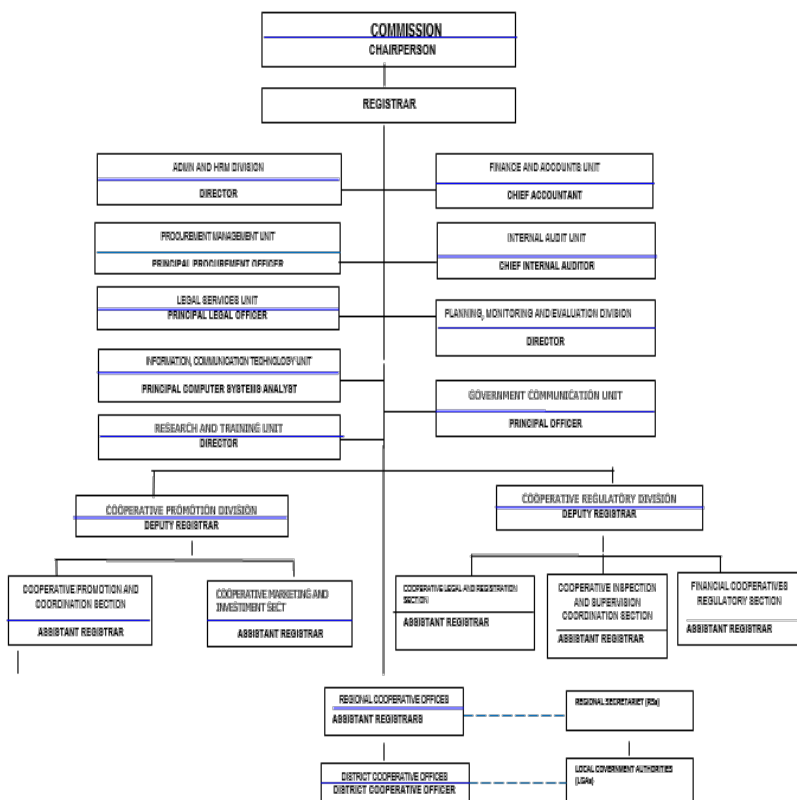 COMMISSION
CHAIRPERSON
REGISTRAR
ADMN AND HRM DIVISION
DIRECTOR
FINANCE AND ACCOUNTS UNIT
CHIEF ACCOUNTANT
PROCUREMENT MANAGEMENT UNIT
PRINCIPAL PROCUREMENT OFFICER
INTERNAL AUDIT UNIT
CHIEF INTERNAL AUDITOR
LEGAL SERVICES UNIT
PRINCIPAL LEGAL OFFICER
PLANNING, MONITORING AND EVALUATION DIVISION
DIRECTOR
INFORMATION, COMMUNICATION TECHNOLOGY UNIT
PRINCIPAL COMPUTER SYSTEMS ANALYST
GOVERNMENT COMMUNICATION UNIT
PRINCIPAL OFFICER
RESEARCH AND TRAINING UNIT
DIRECTOR
COOPERATIVE PROMOTION DIVISION
DEPUTY REGISTRAR
COOPERATIVE REGULATORY DIVISION
DEPUTY REGISTRAR
COOPERATIVE PROMOTION AND
COORDINATION SECTION
ASSISTANT REGISTRAR
COOPERATIVE MARKETING AND
INVESTMENT SECT
ASSISTANT REGISTRAR
COOPERATIVE LEGAL AND REGISTRATION
SECTION
ASSISTANT REGISTRAR
COOPERATIVE INSPECTION
AND SUPERVISION
COORDINATION SECTION
ASSISTANT REGISTRAR
FINANCIAL COOPERATIVES
REGULATORY SECTION
ASSISTANT REGISTRAR
REGIONAL COOPERATIVE OFFICES
ASSISTANT REGISTRARS
REGIONAL SECRETARIET (RSs)
DISTRICT COOPERATIVE OFFICES
DISTRICT COOPERATIVE OFFICER
LOCAL GOVERNMENT AUTHORITIES
(LGAs)